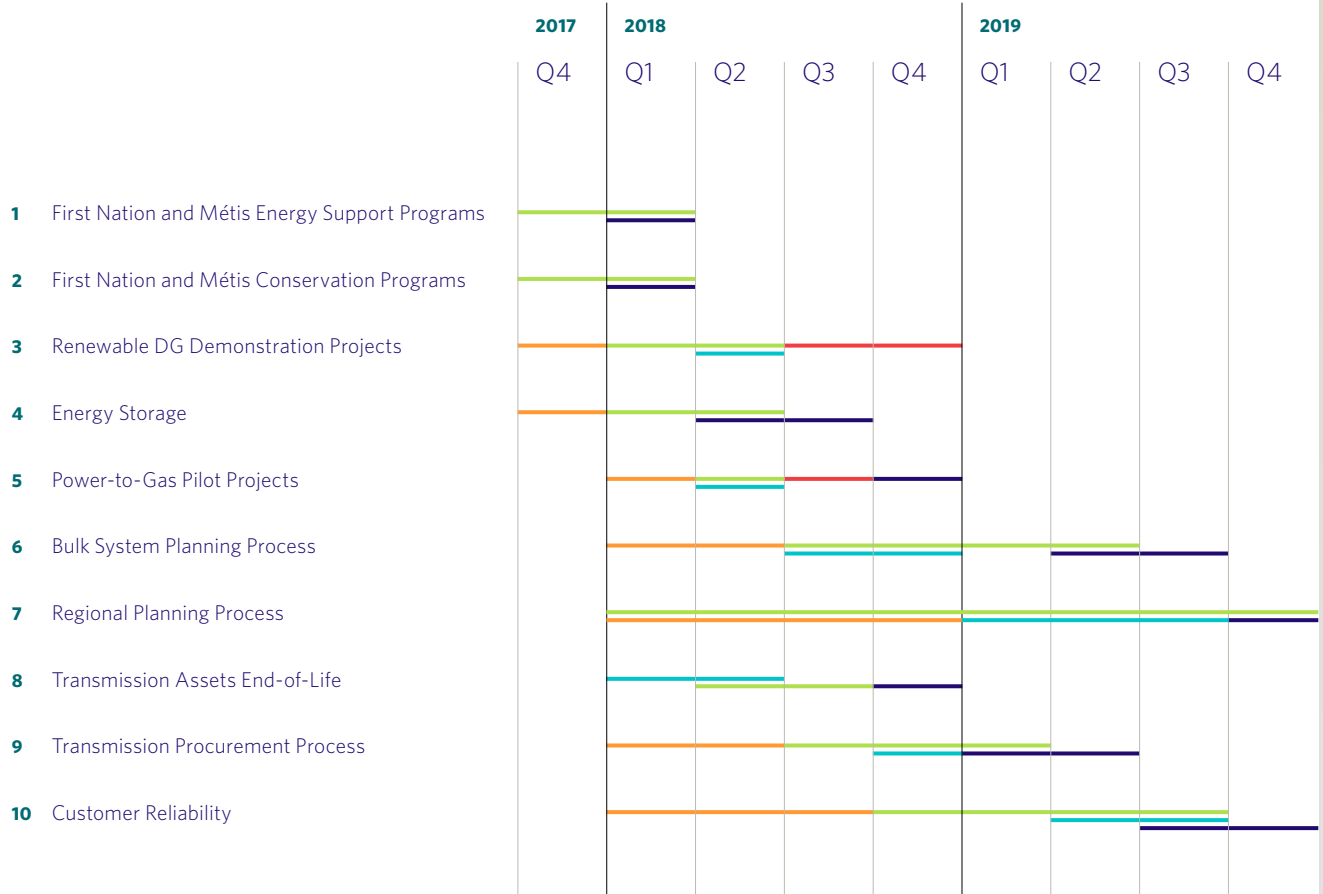 2017 2018 2019
Q4 Q1 Q2 Q3 Q4 Q1 Q2 Q3 Q4
1 First Nation and Métis Energy Support Programs
2 First Nation and Métis Conservation Programs
3 Renewable DG Demonstration Projects
4 Energy Storage
5 Power-to-Gas Pilot Projects
6 Bulk System Planning Process
7 Regional Planning Process
8 Transmission Assets End-of-Life
9 Transmission Procurement Process
10 Customer Reliability